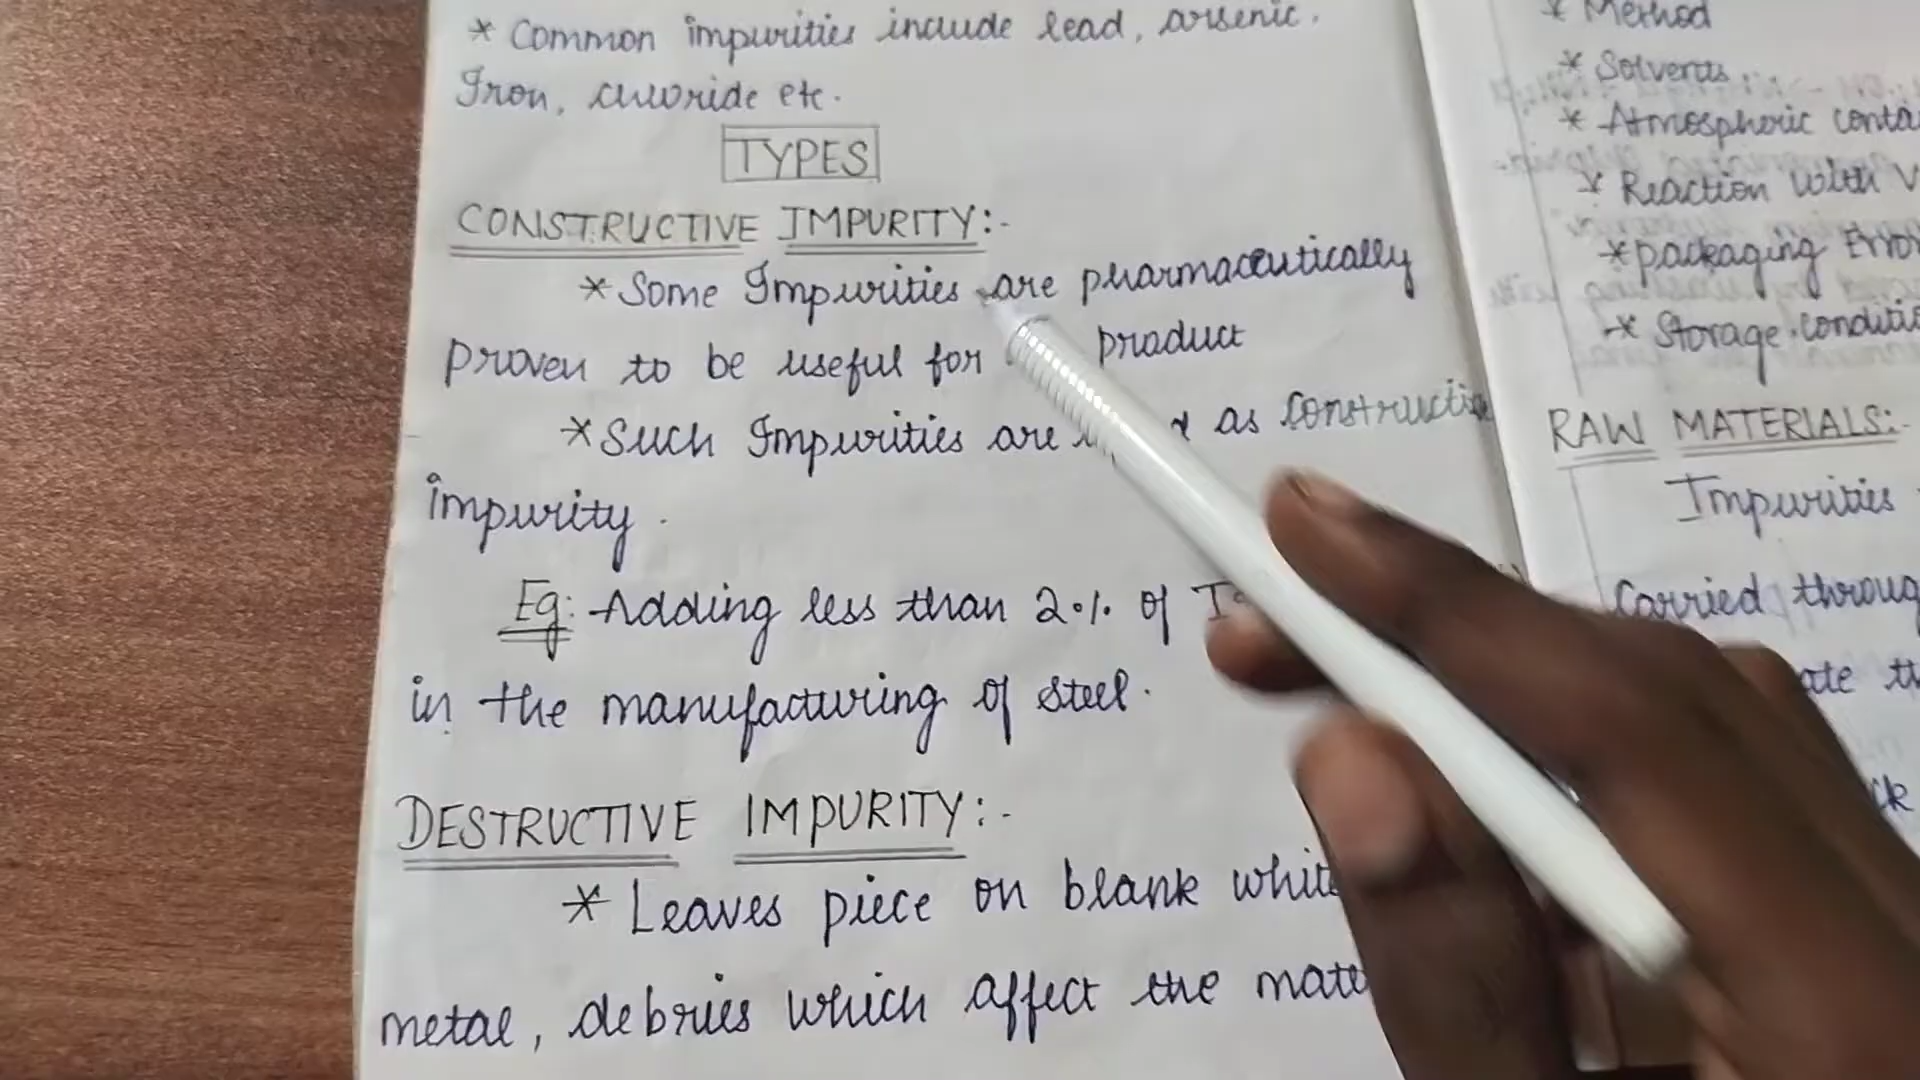 * Common impurities include lead, arsenic.
Iron, cluoride etc.
TYPES
CONSTRUCTIVE IMPURITY:-
* Some Impurities are pharmaceutically
proven to be useful for product
* Such Impurities are as Constructive
impurity.
Eg: Adding less than 2% of
in the manufacturing of steel.
DESTRUCTIVE IMPURITY:-
* Leaves piece on blank
metal, debries which affect the
* Method
* Solvents
* Atmospheric
* Reaction with
* packaging
* Storage
RAW MATERIALS:-
Impurities
Carried